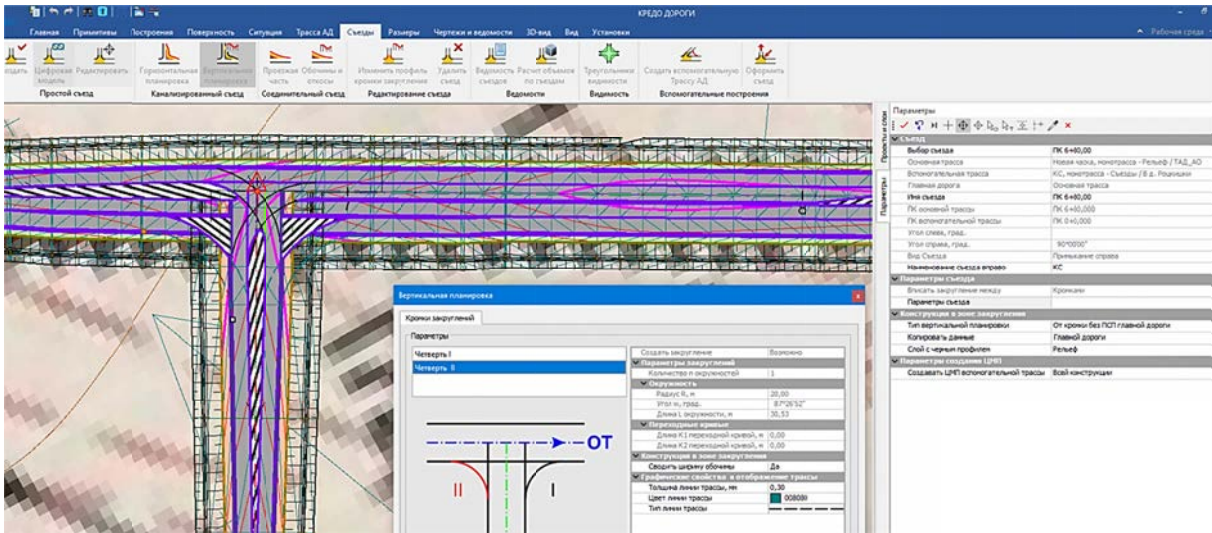 КРЕДО ДОРОГИ
Главная Примитивы Построения Поверхность Ситуация Трасса АД Съезды Размеры Чертежи и ведомости 3D-вид Вид Установки Рабочая среда
Цифровая модель Редактировать Горизонтальная планировка Вертикальная планировка Проезжая часть Обочины и откосы Изменить профиль кромки закругления Удалить съезд Ведомость съездов Расчет объемов по съездам Треугольники видимости Создать вспомогательную Трассу АД Оформить съезд
Простой съезд Канализированный съезд Соединительный съезд Редактирование съезда Ведомости Видимость Вспомогательные построения
Параметры
Проекты и слои
Параметры
Съезд
Выбор съезда ПК 6+80,00
Основная трасса
Вспомогательная трасса
Главная дорога Основная трасса
Имя съезда ПК 6+80,00
ПК основной трассы ПК 6+80,000
ПК вспомогательной трассы ПК 0+0,000
Угол слева, град.
Угол справа, град. 90°00'00"
Вид Съезда Примыкание справа
Наименование съезда вправо КС
Параметры съезда
Вписать закругление между Кромками
Параметры съезда
Конструкция в зоне закругления
Тип вертикальной планировки От кромки без ПСП главной дороги
Копировать данные Главной дороги
Слой с черным профилем Рельеф
Параметры создания ЦМП
Создавать ЦМП вспомогательной трассы Всей конструкции
Вертикальная планировка
Кромки закруглений
Параметры
Четверть I
Четверть II
Создать закругление Возможно
Параметры закруглений
Количество n окружностей 1
Окружность
Радиус R, м 20,00
Угол w, град. 87°26'52"
Длина L окружности, м 30,53
Переходные кривые
Длина K1 переходной кривой, м 0,00
Длина K2 переходной кривой, м 0,00
Конструкция в зоне закругления
Сводить ширину обочины Да
Графические свойства и отображение трассы
Толщина линии трассы, мм 0,30
Цвет линии трассы 008080
Тип линии трассы
ОТ
II I